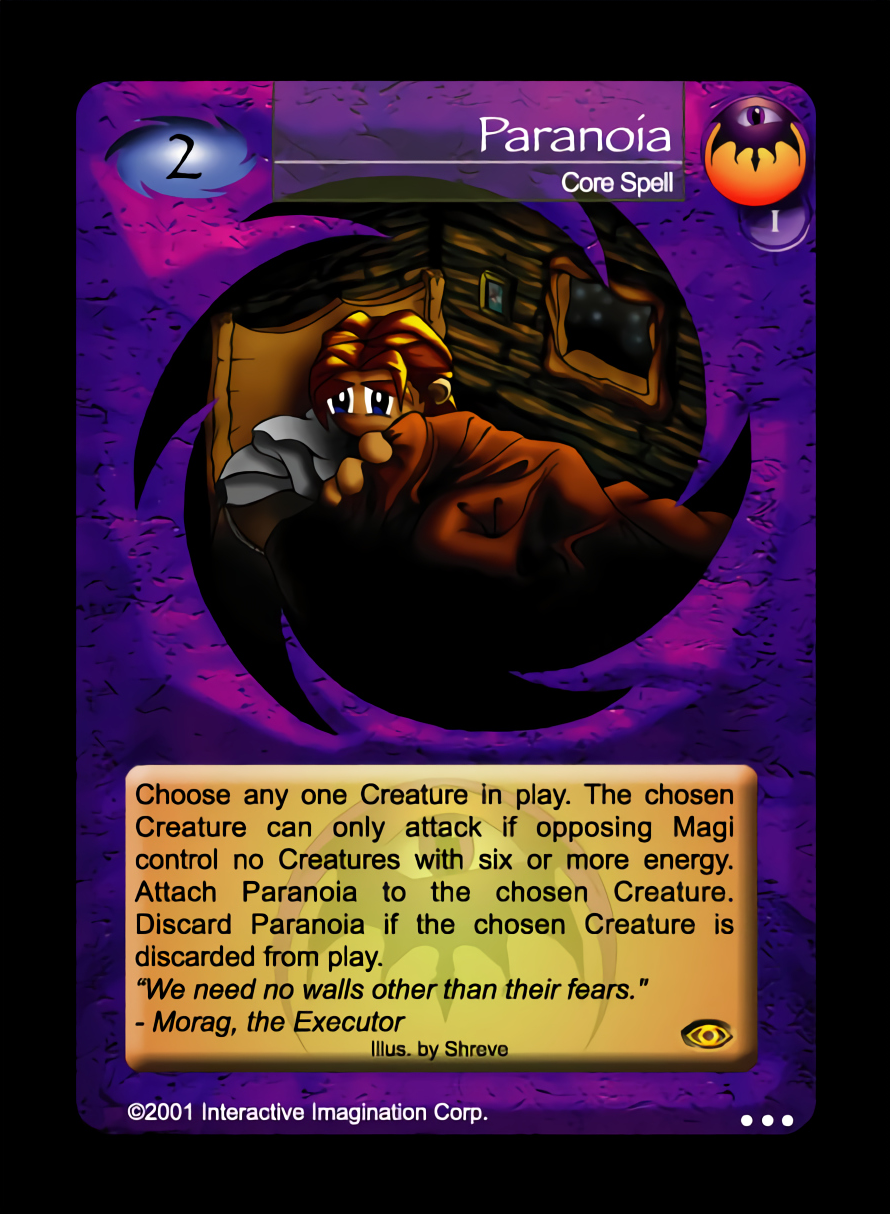 2
Paranoia
Core Spell
I
Choose any one Creature in play. The chosen
Creature can only attack if opposing Magi
control no Creatures with six or more energy.
Attach Paranoia to the chosen Creature.
Discard Paranoia if the chosen Creature is
discarded from play.
“We need no walls other than their fears."
- Morag, the Executor
Illus. by Shreve
©2001 Interactive Imagination Corp.